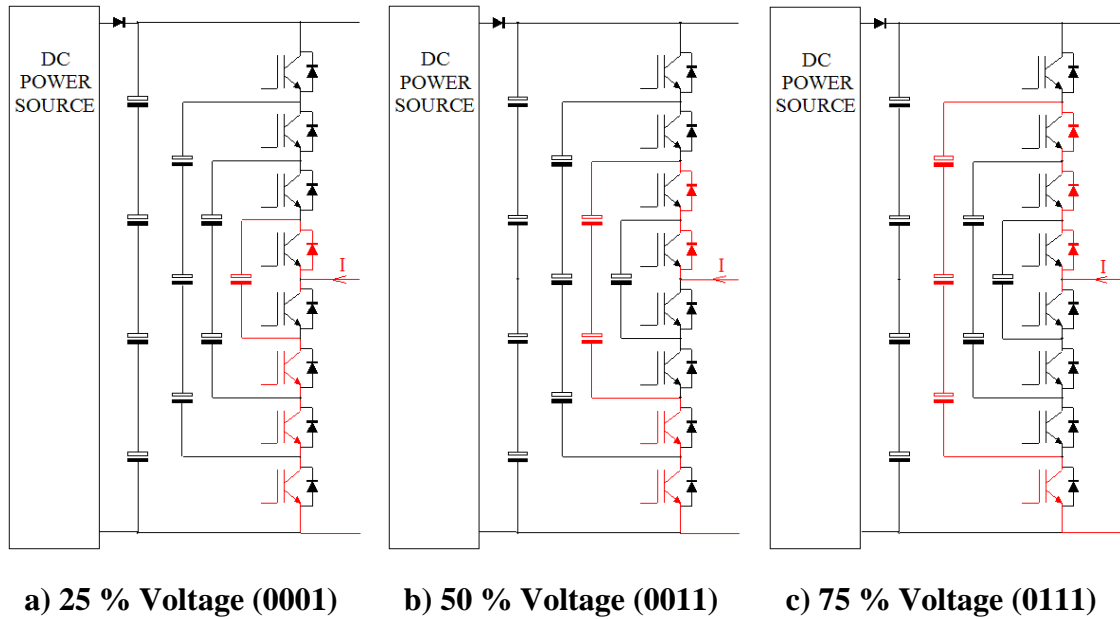 DC
POWER
SOURCE
I
a) 25 % Voltage (0001)
DC
POWER
SOURCE
I
b) 50 % Voltage (0011)
DC
POWER
SOURCE
I
c) 75 % Voltage (0111)